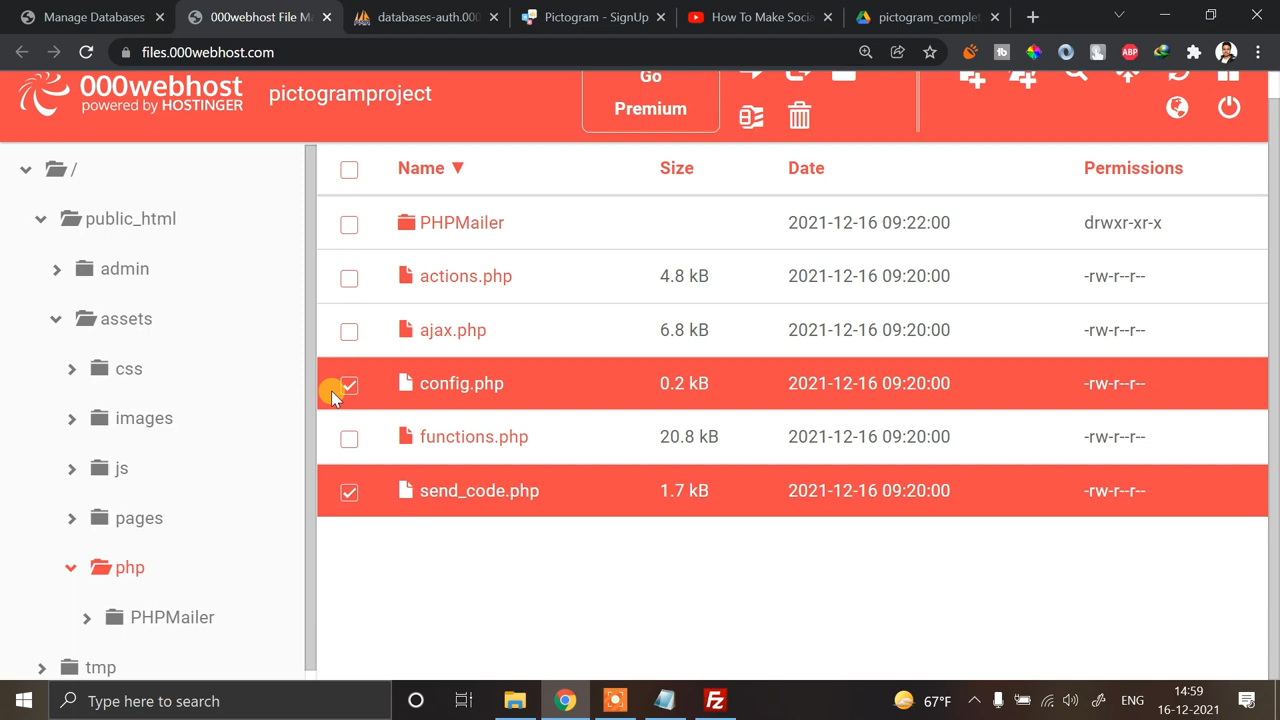 Manage Databases
000webhost File Ma
databases-auth.000
Pictogram - SignUp
How To Make Socia
pictogram_complet
files.000webhost.com
000webhost
powered by HOSTINGER
pictogramproject
Go
Premium
/
public_html
admin
assets
css
images
js
pages
php
PHPMailer
tmp
Name ▼ Size Date Permissions
PHPMailer 2021-12-16 09:22:00 drwxr-xr-x
actions.php 4.8 kB 2021-12-16 09:20:00 -rw-r--r--
ajax.php 6.8 kB 2021-12-16 09:20:00 -rw-r--r--
config.php 0.2 kB 2021-12-16 09:20:00 -rw-r--r--
functions.php 20.8 kB 2021-12-16 09:20:00 -rw-r--r--
send_code.php 1.7 kB 2021-12-16 09:20:00 -rw-r--r--
tb
ABP
Type here to search
Fz
67°F
ENG
14:59
16-12-2021